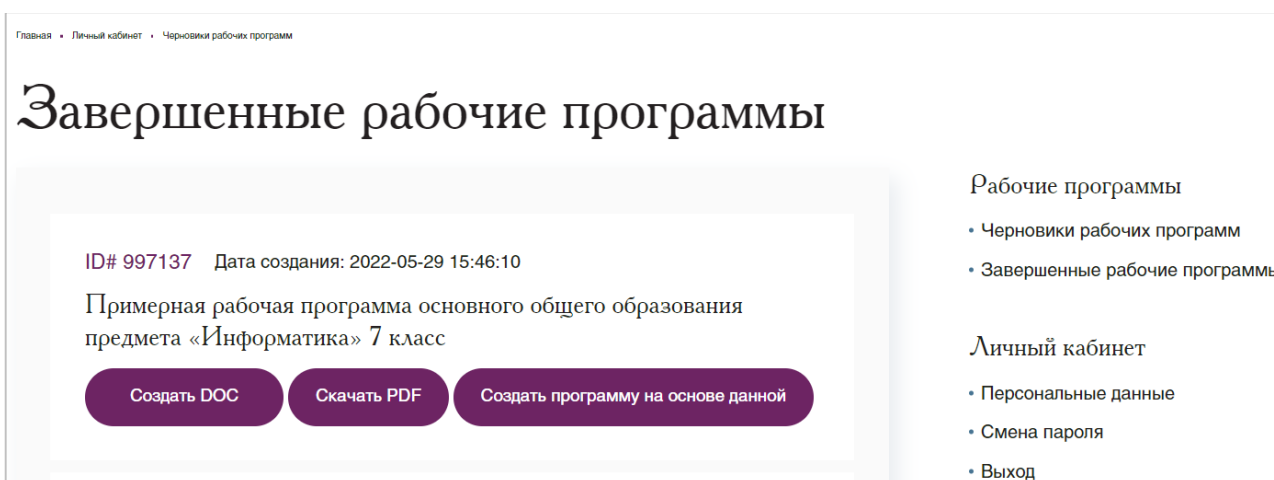 Главная • Личный кабинет • Черновики рабочих программ
Завершенные рабочие программы
ID# 997137 Дата создания: 2022-05-29 15:46:10
Примерная рабочая программа основного общего образования
предмета «Информатика» 7 класс
Создать DOC
Скачать PDF
Создать программу на основе данной
Рабочие программы
• Черновики рабочих программ
• Завершенные рабочие программы
Личный кабинет
• Персональные данные
• Смена пароля
• Выход